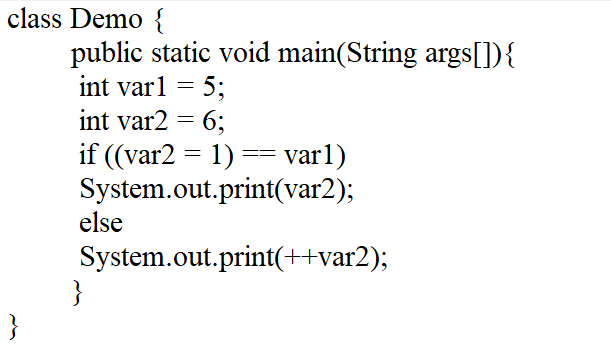 class Demo {
public static void main(String args[]){
int var1 = 5;
int var2 = 6;
if ((var2 = 1) == var1)
System.out.print(var2);
else
System.out.print(++var2);
}
}